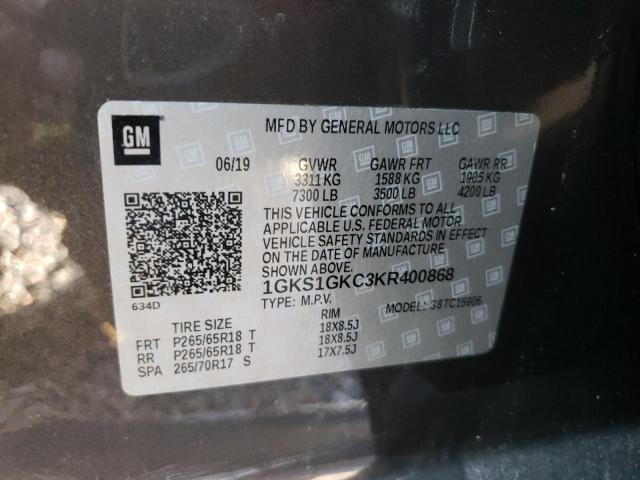 GM
MFD BY GENERAL MOTORS LLC
06/19 GVWR GAWR FRT GAWR RR
3311 KG 1588 KG 1905 KG
7300 LB 3500 LB 4200 LB
THIS VEHICLE CONFORMS TO ALL
APPLICABLE U.S. FEDERAL MOTOR
VEHICLE SAFETY STANDARDS IN EFFECT
ON THE DATE OF MANUFACTURE
SHOWN ABOVE.
1GKS1GKC3KR400868
TYPE: M.P.V. MODEL: 38TC15906
634D
TIRE SIZE RIM
FRT P265/65R18 T 18X8.5J
RR P265/65R18 T 18X8.5J
SPA 265/70R17 S 17X7.5J